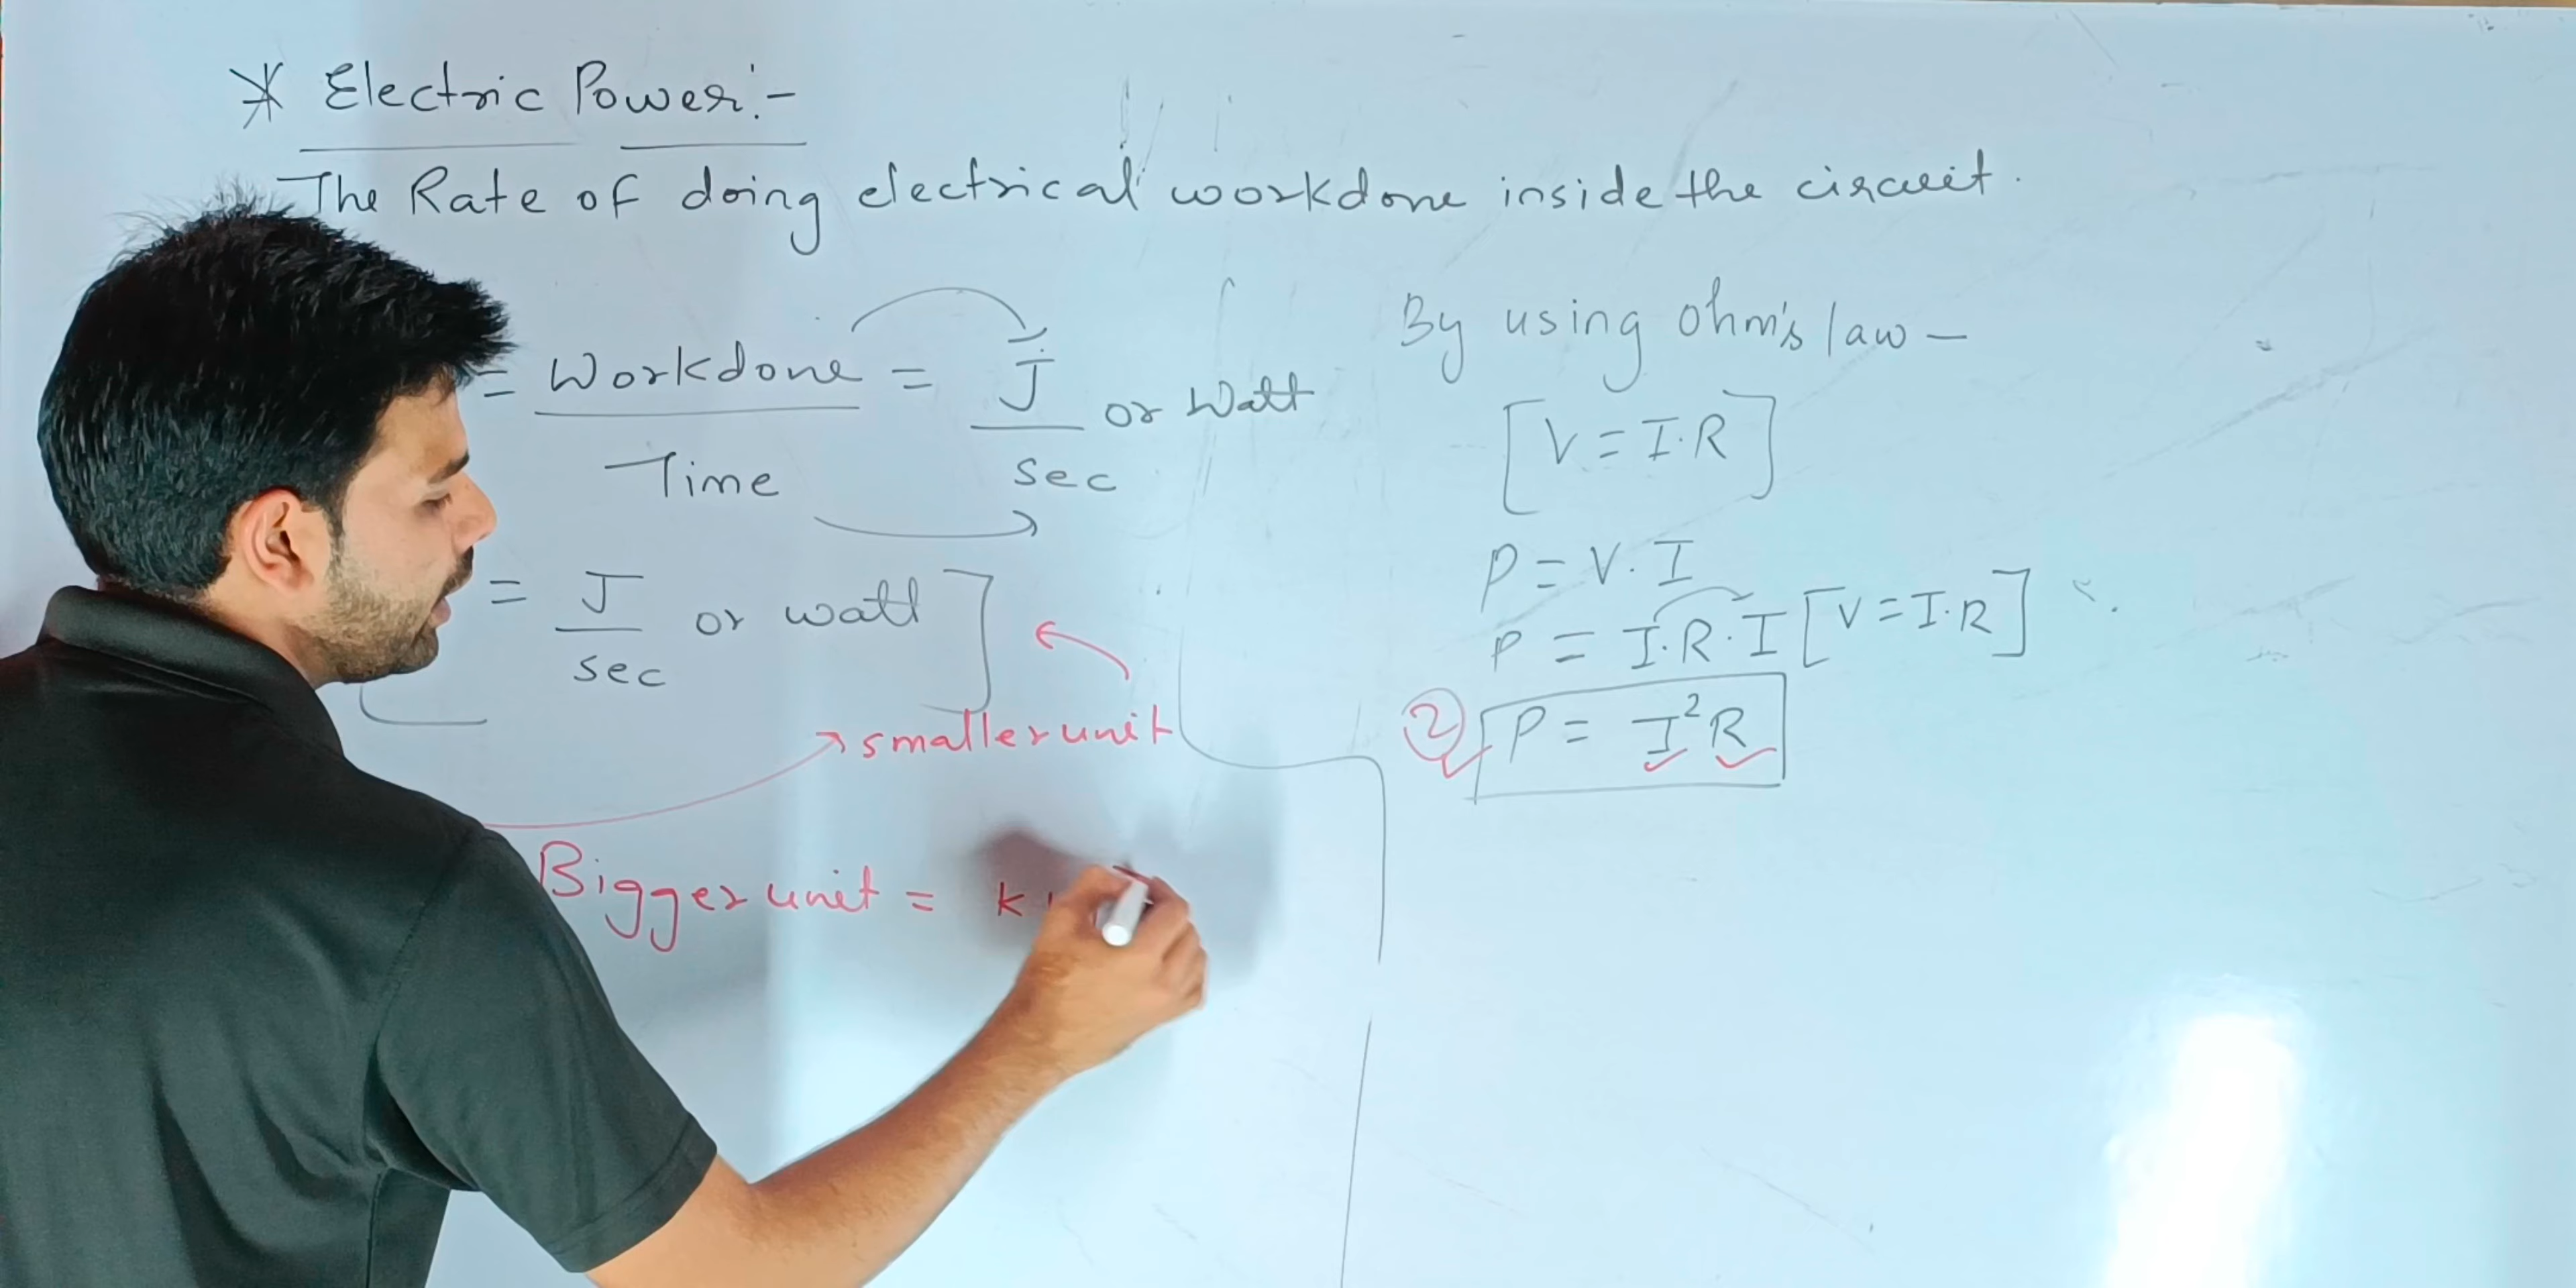 * Electric Power:-
The Rate of doing electrical workdone inside the circuit.
= Workdone / Time = J / sec or Watt
= J / sec or watt
smaller unit
Bigger unit = k
By using ohm's law -
[V = I.R]
P = V.I
P = I.R.I [V = I.R]
② P = I²R